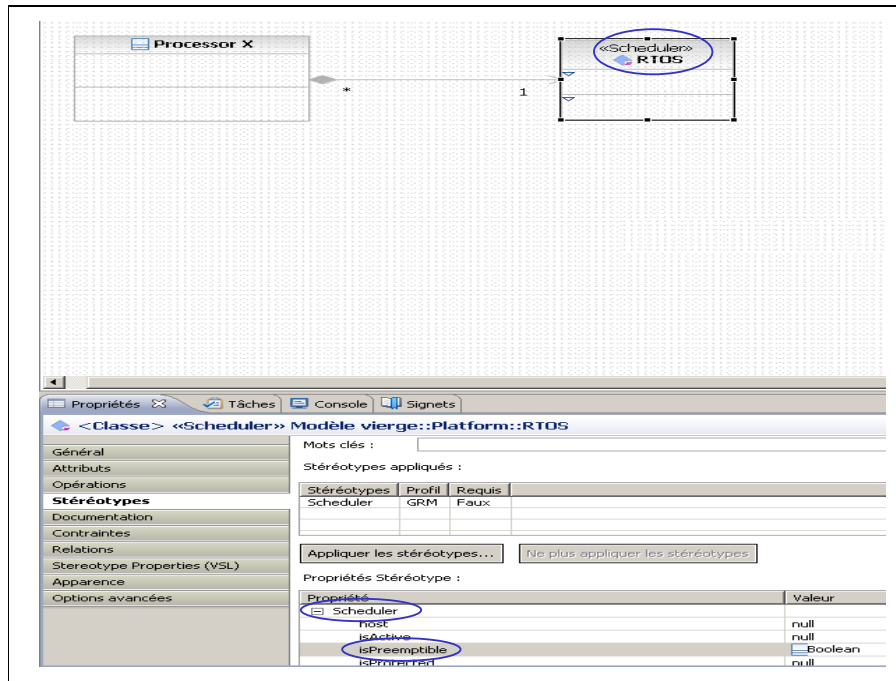 Processor X
«Scheduler»
RTOS
*
1
Propriétés Tâches Console Signets
<Classe> «Scheduler» Modèle vierge::Platform::RTOS
Général
Attributs
Opérations
Stéréotypes
Documentation
Contraintes
Relations
Stereotype Properties (VSL)
Apparence
Options avancées
Mots clés :
Stéréotypes appliqués :
Stéréotypes Profil Requis
Scheduler GRM Faux
Appliquer les stéréotypes... Ne plus appliquer les stéréotypes
Propriétés Stéréotype :
Propriété Valeur
Scheduler
host null
isActive null
isPreemptible Boolean
isProtected null